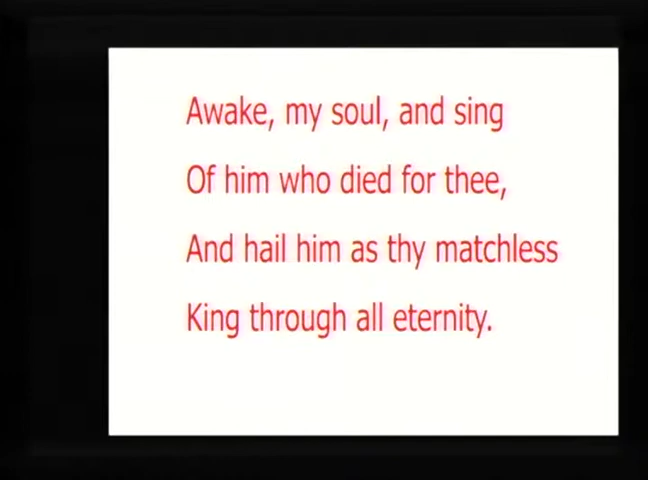 Awake, my soul, and sing
Of him who died for thee,
And hail him as thy matchless
King through all eternity.